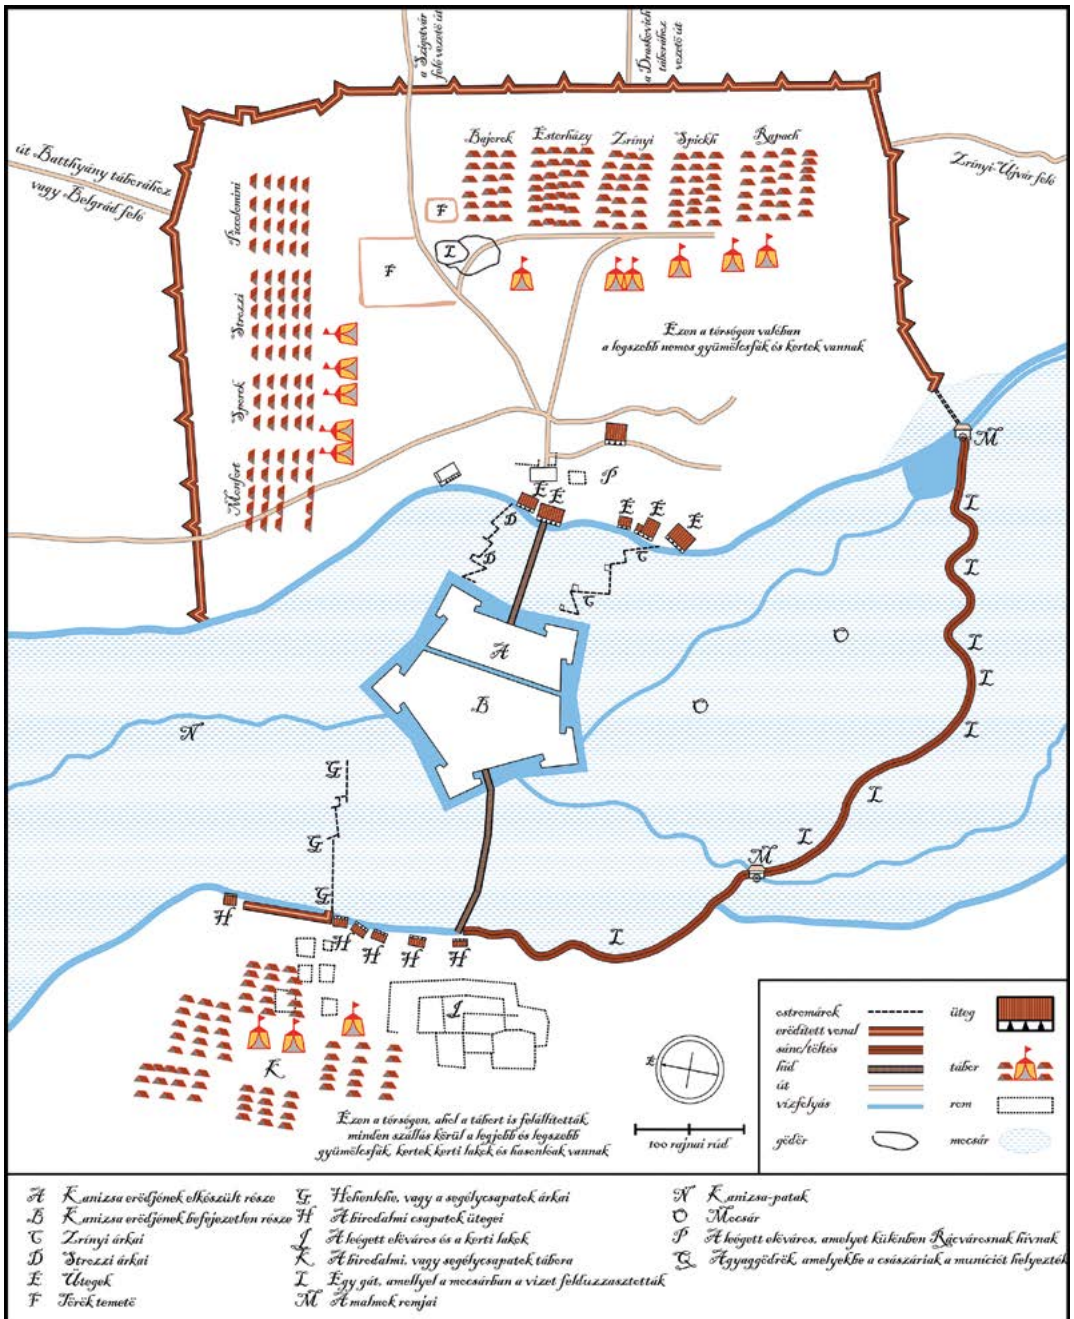 a Szigetvár
felé vezető út
a Draskovich
táborához
vezető út
Bajorok
Esterházy
Zrínyi
Spickh
Rapach
Zrínyi-Újvár felé
út Batthyány táborához
vagy Belgrád felé
Piccolomini
Strozzi
Sporck
Monfort
F
F
Ezen a térségen valóban
a legszebb nemes gyümölcsfák és kertek vannak
M
P
E
E
E
E
E
D
D
C
C
L
L
L
L
L
L
L
L
A
B
O
O
N
G
G
G
M
H
H
H
H
H
J
K
Ezen a térségen, ahol a tábort is felállították,
minden szállás körül a legjobb és legszebb
gyümölcsfák, kertek kerti lakok és hasonlóak vannak
É
100 rajnai rúd
ostromárok
erődített vonal
sánc/töltés
híd
út
vízfolyás
gödör
üteg
tábor
rom
mocsár
A Kanizsa erődjének elkészült része
B Kanizsa erődjének befejezetlen része
C Zrínyi árkai
D Strozzi árkai
E Ütegek
F Török temető
G Hohenlohe, vagy a segélycsapatok árkai
H A birodalmi csapatok ütegei
J A leégett előváros és a kerti lakok
K A birodalmi, vagy segélycsapatok tábora
L Egy gát, amellyel a mocsárban a vizet felduzzasztották
M A malmok romjai
N Kanizsa-patak
O Mocsár
P A leégett előváros, amelyet különben Rácvárosnak hívnak
Q Agyaggödrök, amelyekbe a császáriak a muníciót helyezték